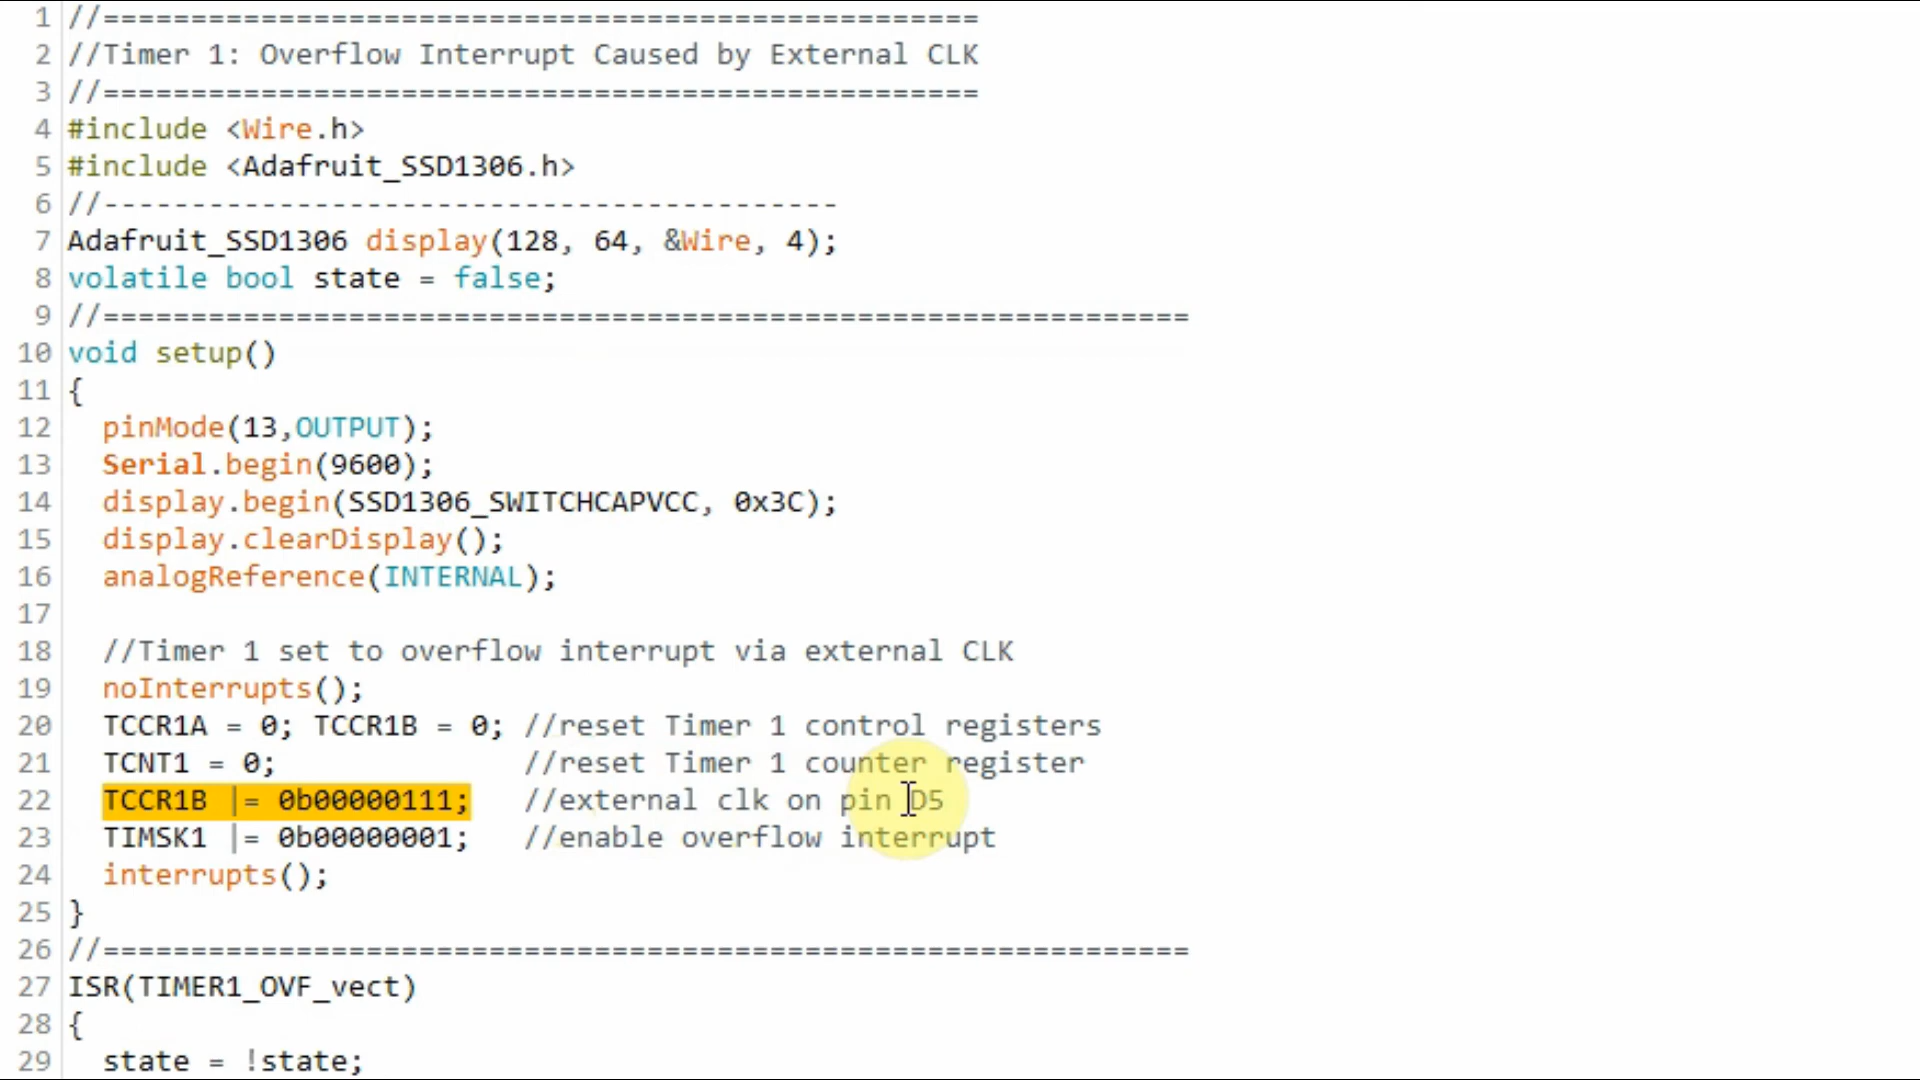 1 //==================================================
2 //Timer 1: Overflow Interrupt Caused by External CLK
3 //==================================================
4 #include <Wire.h>
5 #include <Adafruit_SSD1306.h>
6 //------------------------------------------
7 Adafruit_SSD1306 display(128, 64, &Wire, 4);
8 volatile bool state = false;
9 //==============================================================
10 void setup()
11 {
12   pinMode(13,OUTPUT);
13   Serial.begin(9600);
14   display.begin(SSD1306_SWITCHCAPVCC, 0x3C);
15   display.clearDisplay();
16   analogReference(INTERNAL);
17
18   //Timer 1 set to overflow interrupt via external CLK
19   noInterrupts();
20   TCCR1A = 0; TCCR1B = 0; //reset Timer 1 control registers
21   TCNT1 = 0;              //reset Timer 1 counter register
22   TCCR1B |= 0b00000111;   //external clk on pin D5
23   TIMSK1 |= 0b00000001;   //enable overflow interrupt
24   interrupts();
25 }
26 //==============================================================
27 ISR(TIMER1_OVF_vect)
28 {
29   state = !state;